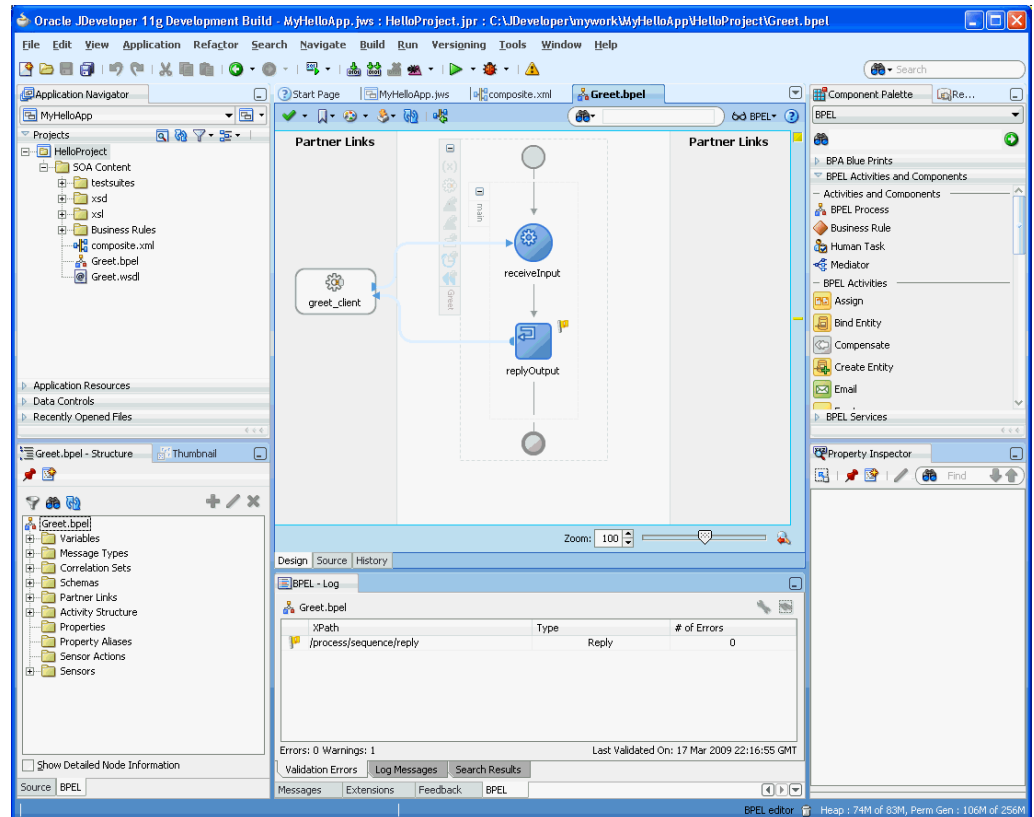 Oracle JDeveloper 11g Development Build - MyHelloApp.jws : HelloProject.jpr : C:\JDeveloper\mywork\MyHelloApp\HelloProject\Greet.bpel
File Edit View Application Refactor Search Navigate Build Run Versioning Tools Window Help
Search
Application Navigator
MyHelloApp
Projects
HelloProject
SOA Content
testsuites
xsd
xsl
Business Rules
composite.xml
Greet.bpel
Greet.wsdl
Application Resources
Data Controls
Recently Opened Files
Greet.bpel - Structure Thumbnail
Greet.bpel
Variables
Message Types
Correlation Sets
Schemas
Partner Links
Activity Structure
Properties
Property Aliases
Sensor Actions
Sensors
Show Detailed Node Information
Source BPEL
Start Page MyHelloApp.jws composite.xml Greet.bpel
BPEL
Partner Links Partner Links
(x)
main
receiveInput
greet_client
Greet
replyOutput
Zoom: 100
Design Source History
BPEL - Log
Greet.bpel
XPath Type # of Errors
/process/sequence/reply Reply 0
Errors: 0 Warnings: 1 Last Validated On: 17 Mar 2009 22:16:55 GMT
Validation Errors Log Messages Search Results
Messages Extensions Feedback BPEL
Component Palette Re...
BPEL
BPA Blue Prints
BPEL Activities and Components
Activities and Components
BPEL Process
Business Rule
Human Task
Mediator
BPEL Activities
Assign
Bind Entity
Compensate
Create Entity
Email
BPEL Services
Property Inspector
Find
BPEL editor Heap : 74M of 83M, Perm Gen : 106M of 256M